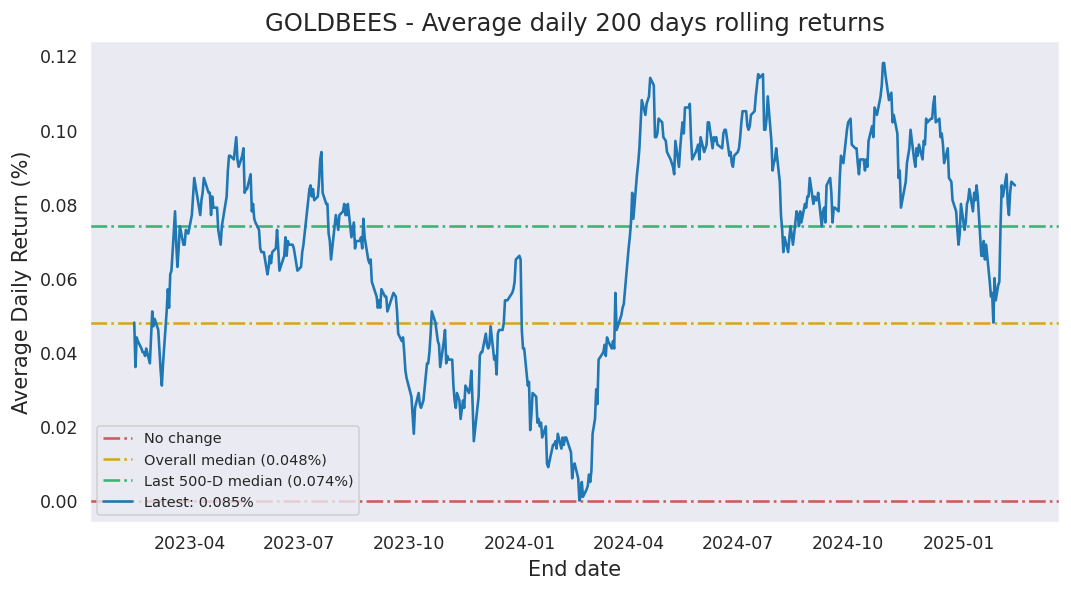 GOLDBEES - Average daily 200 days rolling returns
Average Daily Return (%)
0.12
0.10
0.08
0.06
0.04
0.02
0.00
No change
Overall median (0.048%)
Last 500-D median (0.074%)
Latest: 0.085%
2023-04 2023-07 2023-10 2024-01 2024-04 2024-07 2024-10 2025-01
End date